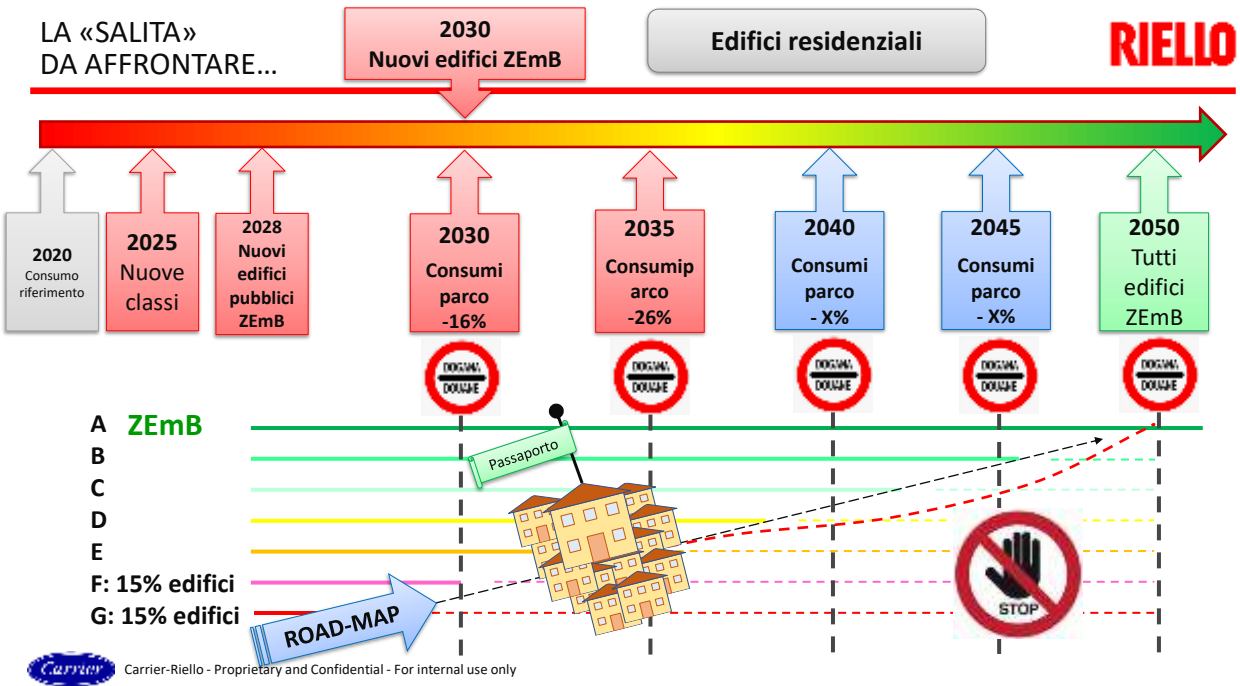 LA «SALITA»
DA AFFRONTARE…
2030
Nuovi edifici ZEmB
Edifici residenziali
RIELLO
2020
Consumo
riferimento
2025
Nuove
classi
2028
Nuovi
edifici
pubblici
ZEmB
2030
Consumi
parco
-16%
2035
Consumip
arco
-26%
2040
Consumi
parco
- X%
2045
Consumi
parco
- X%
2050
Tutti
edifici
ZEmB
DOGANA
DOUANE
DOGANA
DOUANE
DOGANA
DOUANE
DOGANA
DOUANE
DOGANA
DOUANE
A ZEmB
B
C
D
E
F: 15% edifici
G: 15% edifici
Passaporto
ROAD-MAP
STOP
Carrier
Carrier-Riello - Proprietary and Confidential - For internal use only